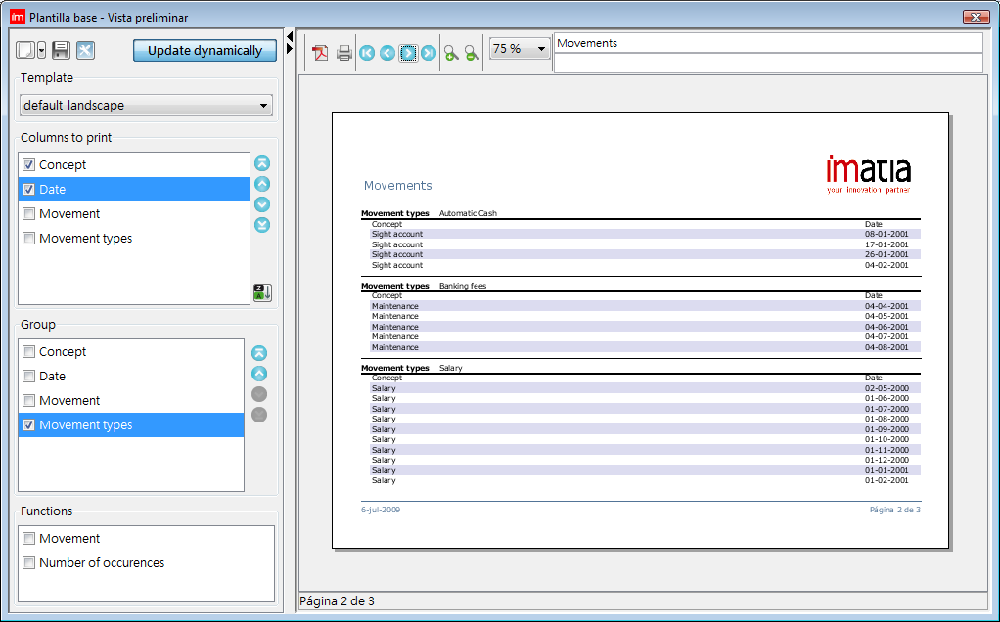 im Plantilla base - Vista preliminar
Update dynamically
Template
default_landscape
Columns to print
Concept
Date
Movement
Movement types
Group
Concept
Date
Movement
Movement types
Functions
Movement
Number of occurences
75 %
Movements
imatia
your innovation partner
Movements
Movement types Automatic Cash
Concept Date
Sight account 08-01-2001
Sight account 17-01-2001
Sight account 26-01-2001
Sight account 04-02-2001
Movement types Banking fees
Concept Date
Maintenance 04-04-2001
Maintenance 04-05-2001
Maintenance 04-06-2001
Maintenance 04-07-2001
Maintenance 04-08-2001
Movement types Salary
Concept Date
Salary 02-05-2000
Salary 01-06-2000
Salary 01-07-2000
Salary 01-08-2000
Salary 01-09-2000
Salary 01-10-2000
Salary 01-11-2000
Salary 01-12-2000
Salary 01-01-2001
Salary 01-02-2001
6-jul-2009 Página 2 de 3
Página 2 de 3